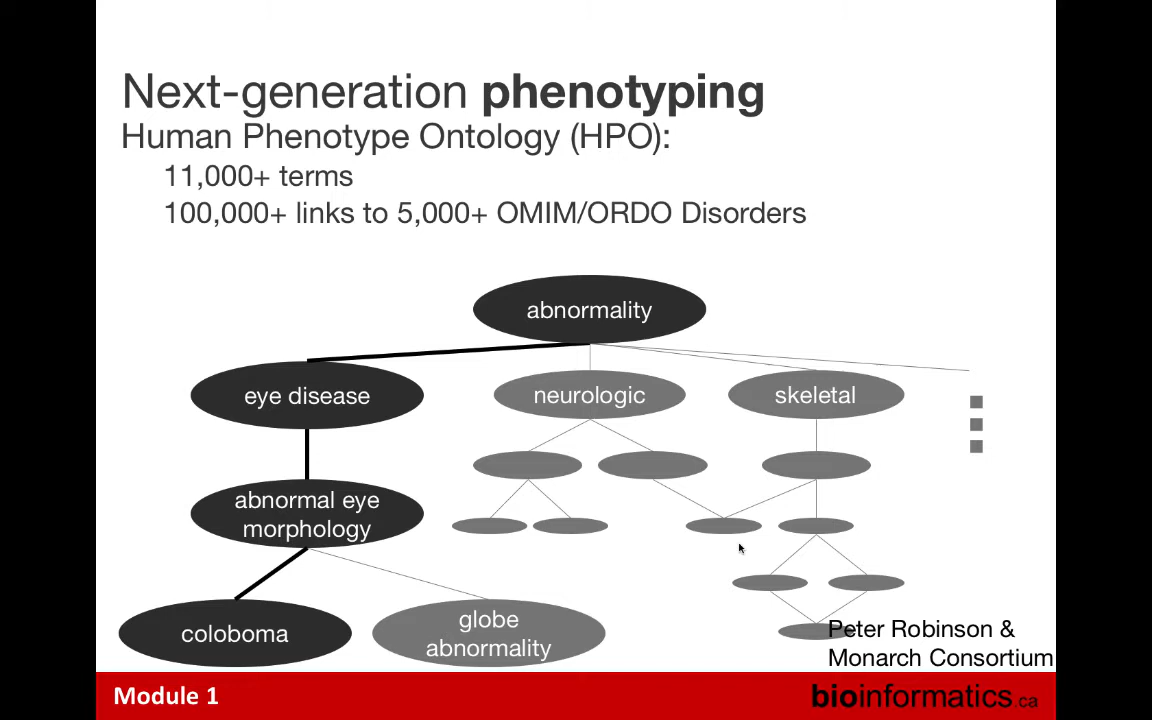 Next-generation phenotyping
Human Phenotype Ontology (HPO):
11,000+ terms
100,000+ links to 5,000+ OMIM/ORDO Disorders
abnormality
eye disease
neurologic
skeletal
abnormal eye
morphology
coloboma
globe
abnormality
Peter Robinson &
Monarch Consortium
Module 1
bioinformatics.ca